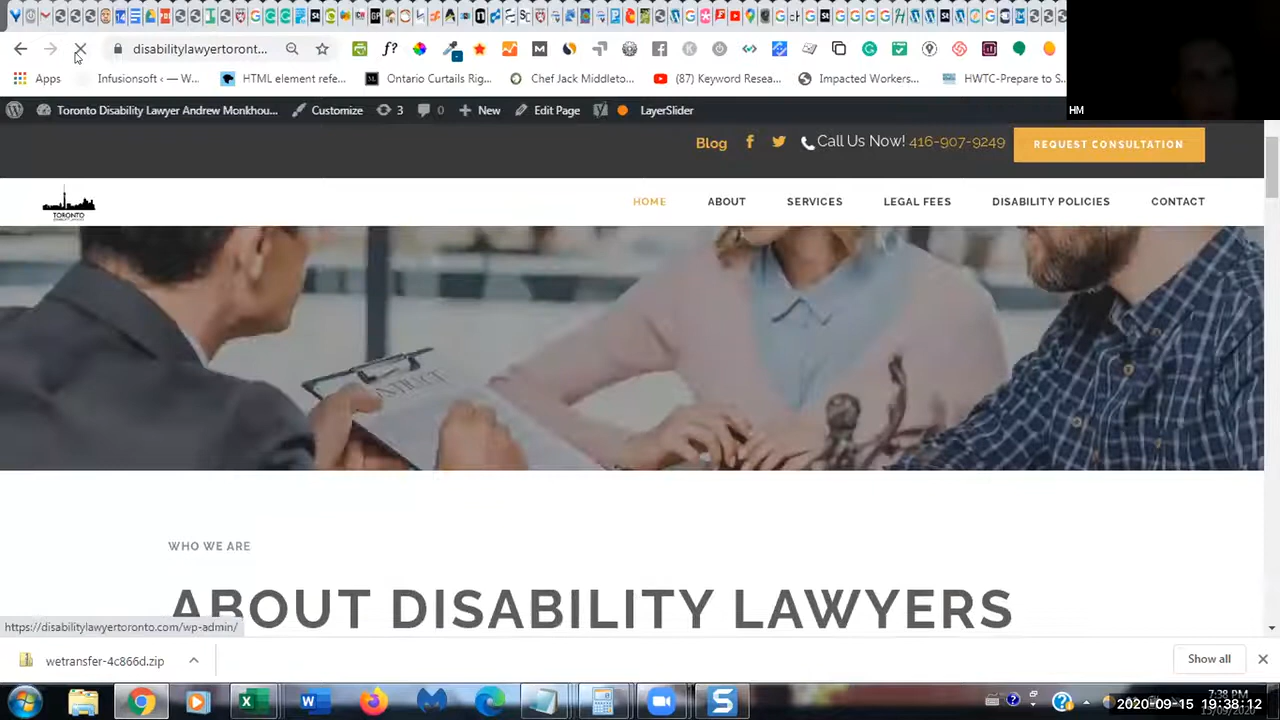 disabilitylawyertoront...
f?
Apps
Infusionsoft < — W...
HTML element refe...
Ontario Curtails Rig...
Chef Jack Middleto...
(87) Keyword Resea...
Impacted Workers...
HWTC-Prepare to S...
HM
Toronto Disability Lawyer Andrew Monkhou...
Customize
3
0
New
Edit Page
LayerSlider
Blog
Call Us Now! 416-907-9249
REQUEST CONSULTATION
TORONTO
HOME
ABOUT
SERVICES
LEGAL FEES
DISABILITY POLICIES
CONTACT
WHO WE ARE
ABOUT DISABILITY LAWYERS
https://disabilitylawyertoronto.com/wp-admin/
wetransfer-4c866d.zip
Show all
7:38 PM
2020-09-15 19:38:12